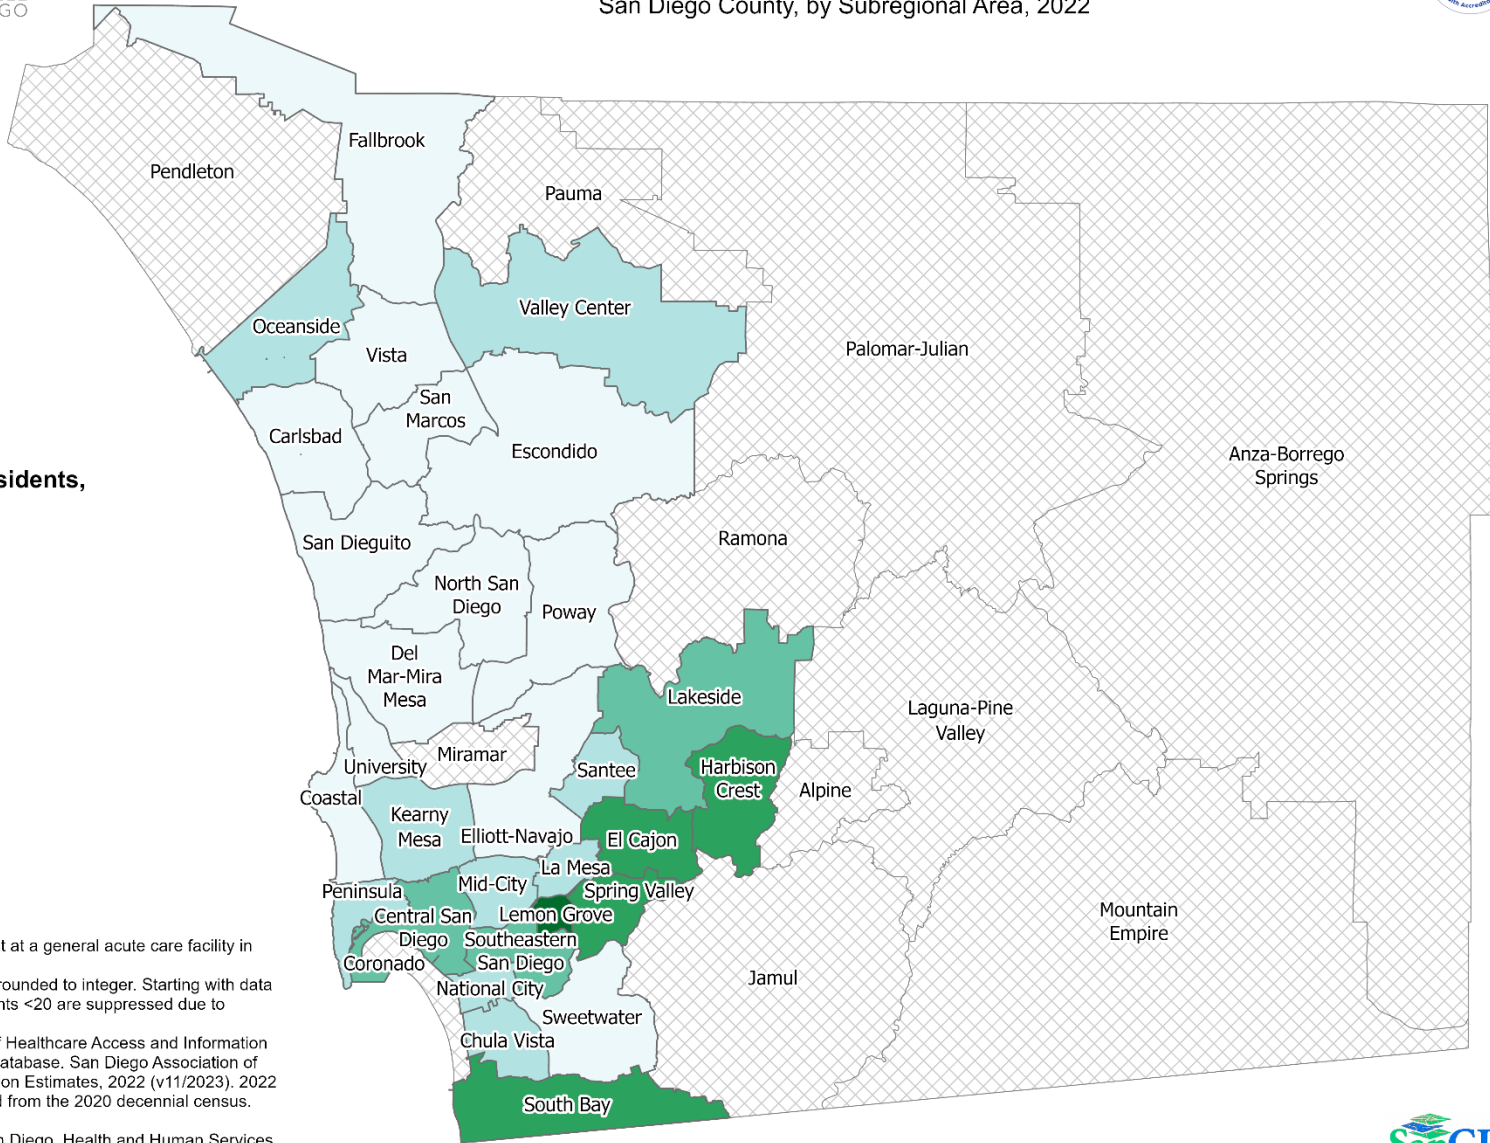 GO
San Diego County, by Subregional Area, 2022
Fallbrook
Pendleton
Pauma
Valley Center
Oceanside
Vista
Palomar-Julian
San
Marcos
Carlsbad
Escondido
Anza-Borrego
Springs
sidents,
Ramona
San Dieguito
North San
Diego
Poway
Del
Mar-Mira
Mesa
Lakeside
Laguna-Pine
Valley
Miramar
University
Santee
Harbison
Crest
Alpine
Coastal
Kearny
Mesa
Elliott-Navajo
El Cajon
La Mesa
Peninsula
Mid-City
Spring Valley
Central San
Diego
Lemon Grove
Southeastern
San Diego
Coronado
Mountain
Empire
Jamul
National City
Sweetwater
Chula Vista
South Bay
t at a general acute care facility in
rounded to integer. Starting with data
nts <20 are suppressed due to
Healthcare Access and Information
atabase. San Diego Association of
on Estimates, 2022 (v11/2023). 2022
d from the 2020 decennial census.
n Diego, Health and Human Services